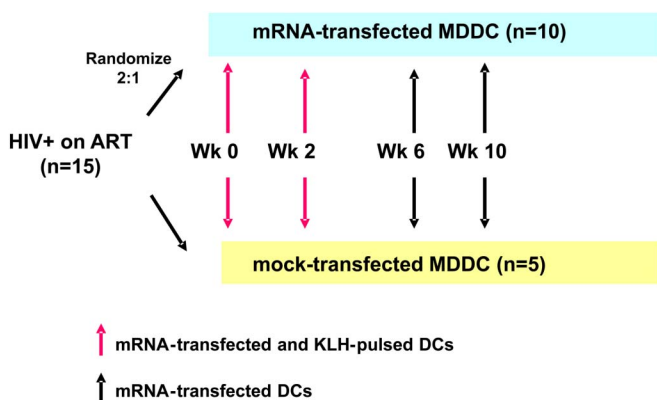 mRNA-transfected MDDC (n=10)
Randomize
2:1
HIV+ on ART
(n=15)
Wk 0
Wk 2
Wk 6
Wk 10
mock-transfected MDDC (n=5)
mRNA-transfected and KLH-pulsed DCs
mRNA-transfected DCs